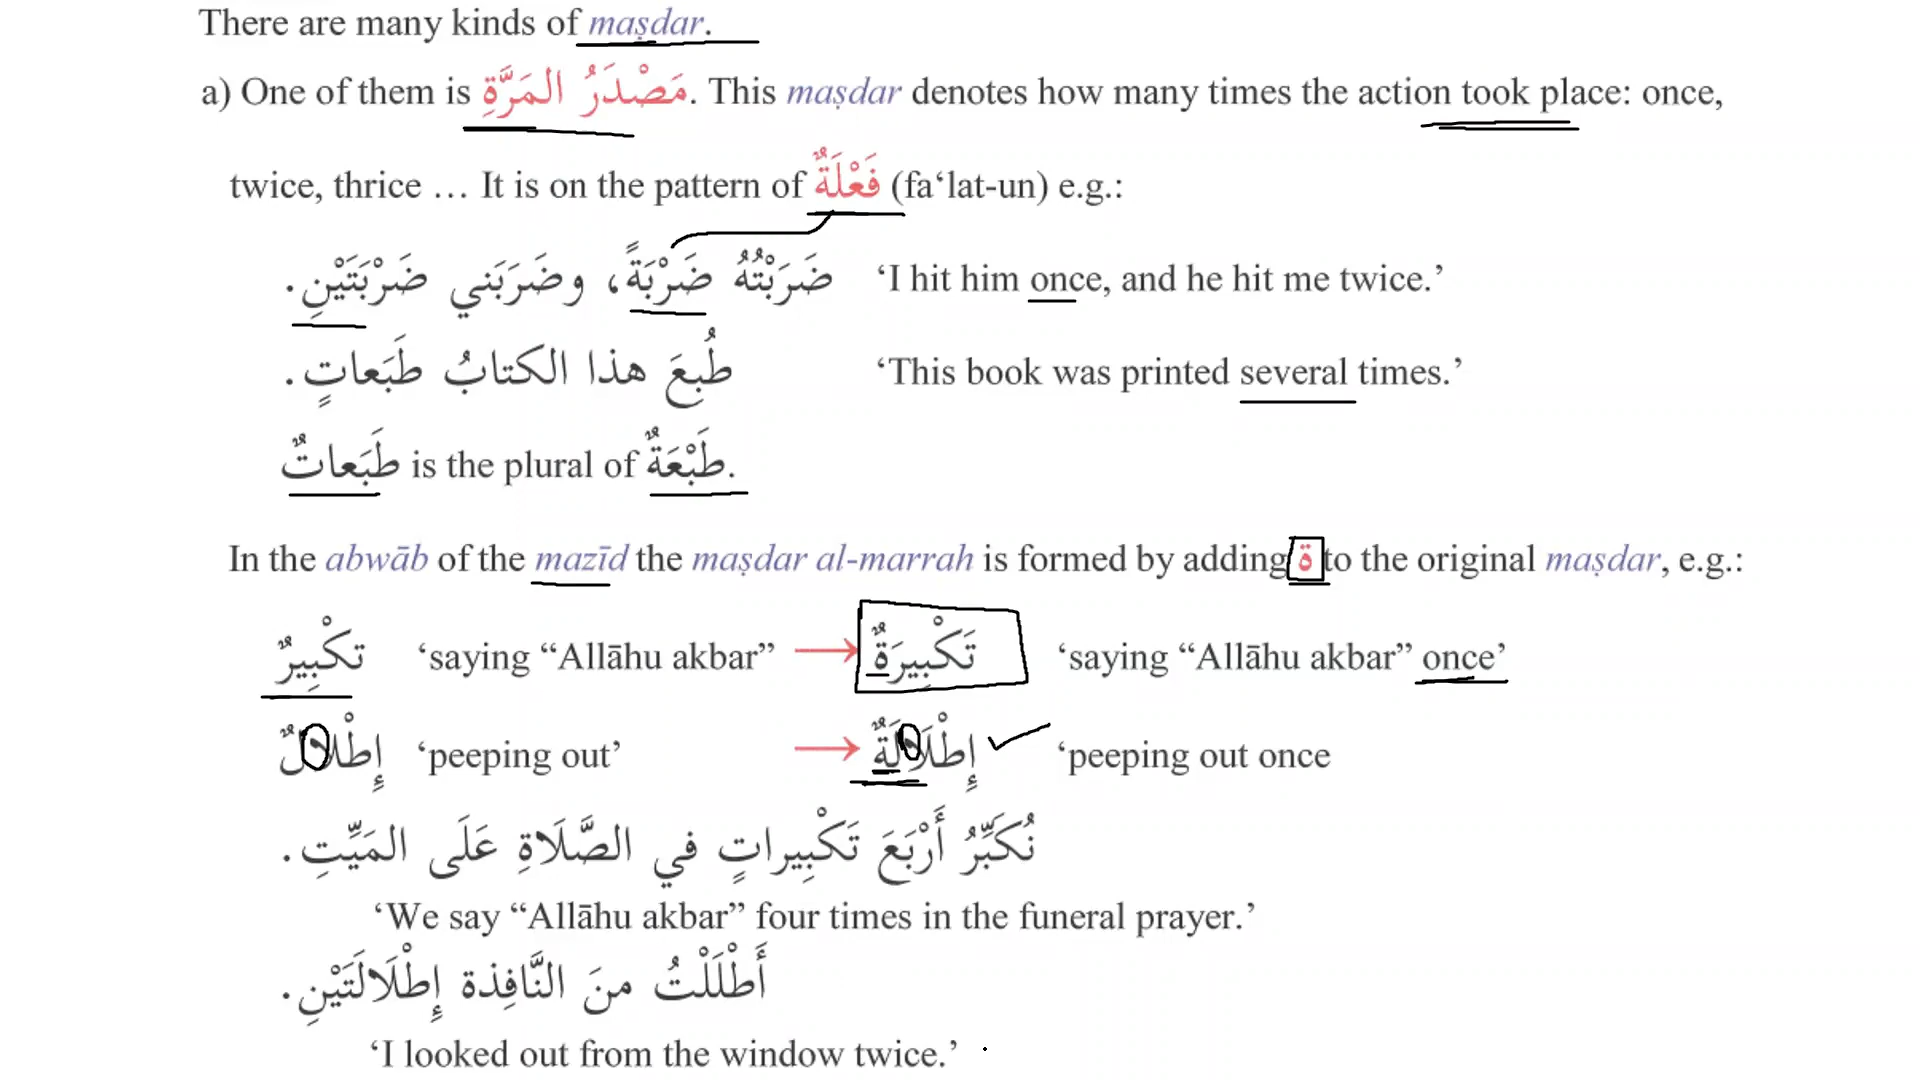 There are many kinds of maṣdar.
a) One of them is مَصْدَرُ المَرَّةِ. This maṣdar denotes how many times the action took place: once,
twice, thrice … It is on the pattern of فَعْلَةٌ (fa‘lat-un) e.g.:
ضَرَبْتُهُ ضَرْبَةً، وضَرَبَني ضَرْبَتَيْنِ. ‘I hit him once, and he hit me twice.’
طُبِعَ هذا الكتابُ طَبَعاتٍ. ‘This book was printed several times.’
طَبَعاتٌ is the plural of طَبْعَةٌ.
In the abwāb of the mazīd the maṣdar al-marrah is formed by adding ة to the original maṣdar, e.g.:
تكْبِيرٌ ‘saying “Allāhu akbar” → تَكْبِيرَةٌ ‘saying “Allāhu akbar” once’
إِطْلالٌ ‘peeping out’ → إِطْلَالَةٌ ‘peeping out once
نُكَبِّرُ أَرْبَعَ تَكْبِيراتٍ في الصَّلَاةِ عَلَى المَيِّتِ.
‘We say “Allāhu akbar” four times in the funeral prayer.’
أَطْلَلْتُ منَ النَّافِذة إِطْلَالَتَيْنِ.
‘I looked out from the window twice.’